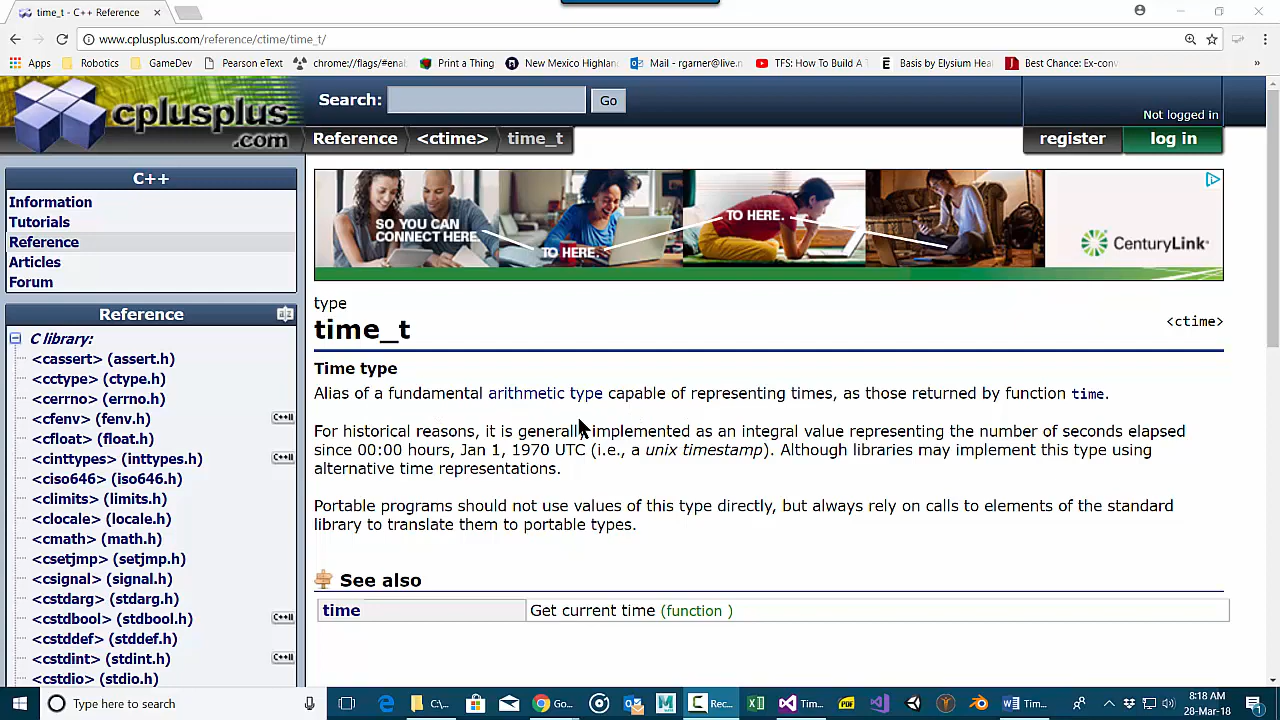 time_t - C++ Reference
www.cplusplus.com/reference/ctime/time_t/
Apps Robotics GameDev Pearson eText chrome://flags/#enab Print a Thing New Mexico Highlan Mail - rgarner@live.n TFS: How To Build A T Basis by Elysium Heal Best Chance: Ex-conv »
cplusplus
.com
Search: Go
Not logged in
Reference <ctime> time_t
register log in
C++
Information
Tutorials
Reference
Articles
Forum
SO YOU CAN
CONNECT HERE.
TO HERE.
TO HERE.
CenturyLink®
Reference
C library:
<cassert> (assert.h)
<cctype> (ctype.h)
<cerrno> (errno.h)
<cfenv> (fenv.h) C++11
<cfloat> (float.h)
<cinttypes> (inttypes.h) C++11
<ciso646> (iso646.h)
<climits> (limits.h)
<clocale> (locale.h)
<cmath> (math.h)
<csetjmp> (setjmp.h)
<csignal> (signal.h)
<cstdarg> (stdarg.h)
<cstdbool> (stdbool.h) C++11
<cstddef> (stddef.h)
<cstdint> (stdint.h) C++11
<cstdio> (stdio.h)
type
time_t <ctime>
Time type
Alias of a fundamental arithmetic type capable of representing times, as those returned by function time.
For historical reasons, it is generally implemented as an integral value representing the number of seconds elapsed
since 00:00 hours, Jan 1, 1970 UTC (i.e., a unix timestamp). Although libraries may implement this type using
alternative time representations.
Portable programs should not use values of this type directly, but always rely on calls to elements of the standard
library to translate them to portable types.
See also
time Get current time (function )
Type here to search
C:\... Go... Rec... Tim... Tim...
8:18 AM
28-Mar-18